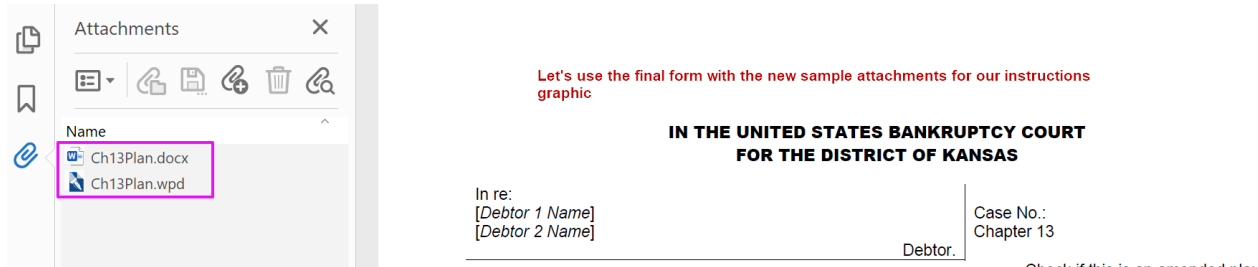 Attachments
Name
Ch13Plan.docx
Ch13Plan.wpd
Let's use the final form with the new sample attachments for our instructions
graphic
IN THE UNITED STATES BANKRUPTCY COURT
FOR THE DISTRICT OF KANSAS
In re:
[Debtor 1 Name]
[Debtor 2 Name]
Debtor.
Case No.:
Chapter 13